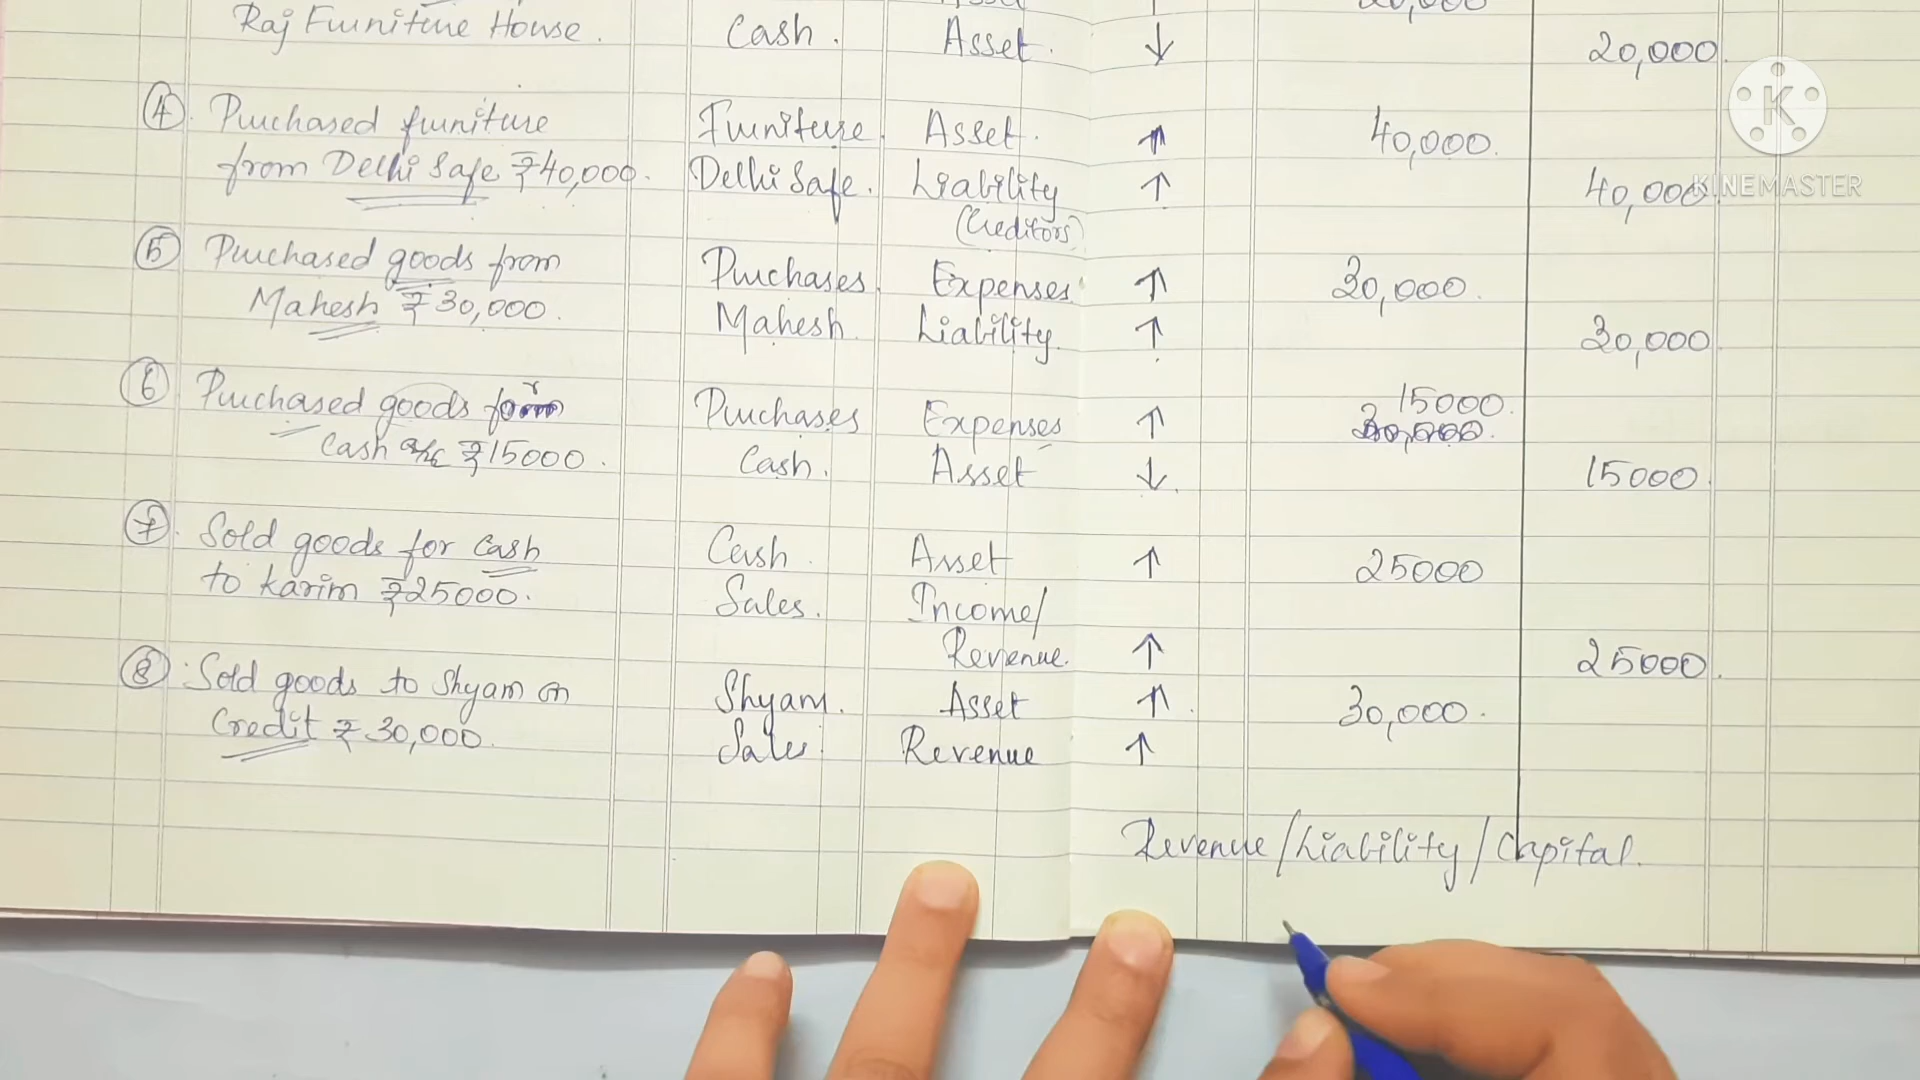 20,000
Raj Furniture House. Cash. Asset. ↓ 20,000
④. Purchased furniture Furniture. Asset. ↑ 40,000.
from Delhi Safe ₹40,000. Delhi Safe. Liability ↑ 40,000
(Creditors)
⑤ Purchased goods from Purchases Expenses ↑ 30,000.
Mahesh ₹30,000. Mahesh. Liability. ↑ 30,000
15000.
⑥ Purchased goods for Purchases Expenses ↑
Cash ₹15000. Cash. Asset ↓. 15000.
⑦. Sold goods for Cash Cash. Asset ↑ 25000
to Karim ₹25000. Sales. Income/
Revenue. ↑ 25000.
⑧. Sold goods to Shyam on Shyam. Asset ↑. 30,000.
Credit ₹30,000. Sales Revenue ↑
Revenue/Liability/Capital.
K
KINEMASTER